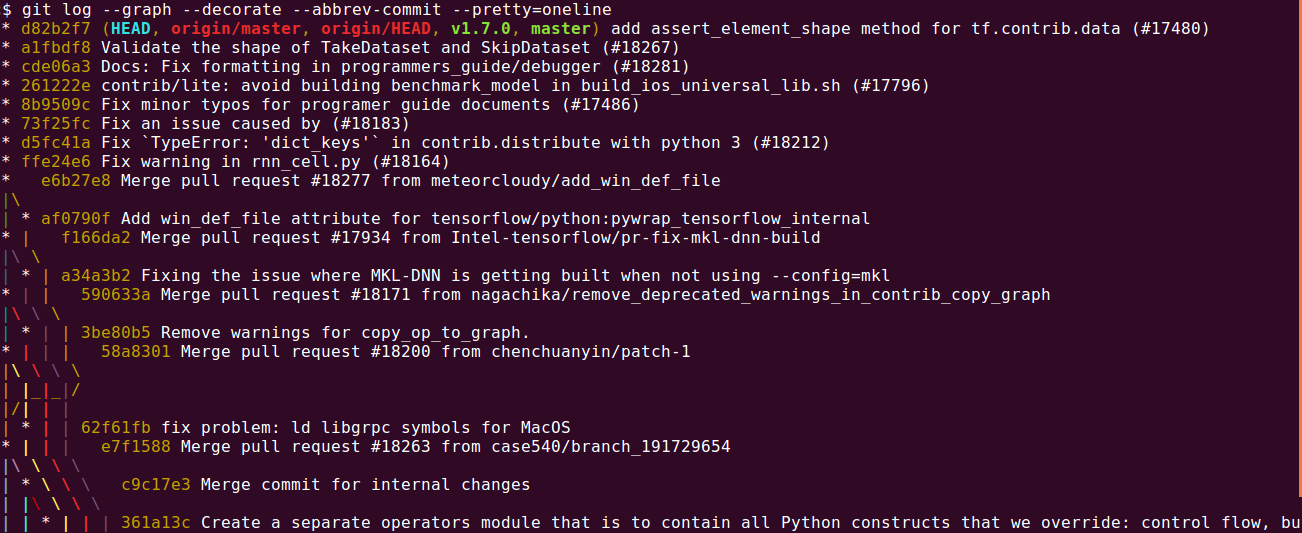 $ git log --graph --decorate --abbrev-commit --pretty=oneline
* d82b2f7 (HEAD, origin/master, origin/HEAD, v1.7.0, master) add assert_element_shape method for tf.contrib.data (#17480)
* a1fbdf8 Validate the shape of TakeDataset and SkipDataset (#18267)
* cde06a3 Docs: Fix formatting in programmers_guide/debugger (#18281)
* 261222e contrib/lite: avoid building benchmark_model in build_ios_universal_lib.sh (#17796)
* 8b9509c Fix minor typos for programer guide documents (#17486)
* 73f25fc Fix an issue caused by (#18183)
* d5fc41a Fix `TypeError: 'dict_keys'` in contrib.distribute with python 3 (#18212)
* ffe24e6 Fix warning in rnn_cell.py (#18164)
*   e6b27e8 Merge pull request #18277 from meteorcloudy/add_win_def_file
|\
| * af0790f Add win_def_file attribute for tensorflow/python:pywrap_tensorflow_internal
* |   f166da2 Merge pull request #17934 from Intel-tensorflow/pr-fix-mkl-dnn-build
|\ \
| * | a34a3b2 Fixing the issue where MKL-DNN is getting built when not using --config=mkl
* | |   590633a Merge pull request #18171 from nagachika/remove_deprecated_warnings_in_contrib_copy_graph
|\ \ \
| * | | 3be80b5 Remove warnings for copy_op_to_graph.
* | | |   58a8301 Merge pull request #18200 from chenchuanyin/patch-1
|\ \ \ \
| |_|_|/
|/| | |
| * | | 62f61fb fix problem: ld libgrpc symbols for MacOS
* | | |   e7f1588 Merge pull request #18263 from case540/branch_191729654
|\ \ \ \
| * \ \ \   c9c17e3 Merge commit for internal changes
| |\ \ \ \
| | * | | | 361a13c Create a separate operators module that is to contain all Python constructs that we override: control flow, bu